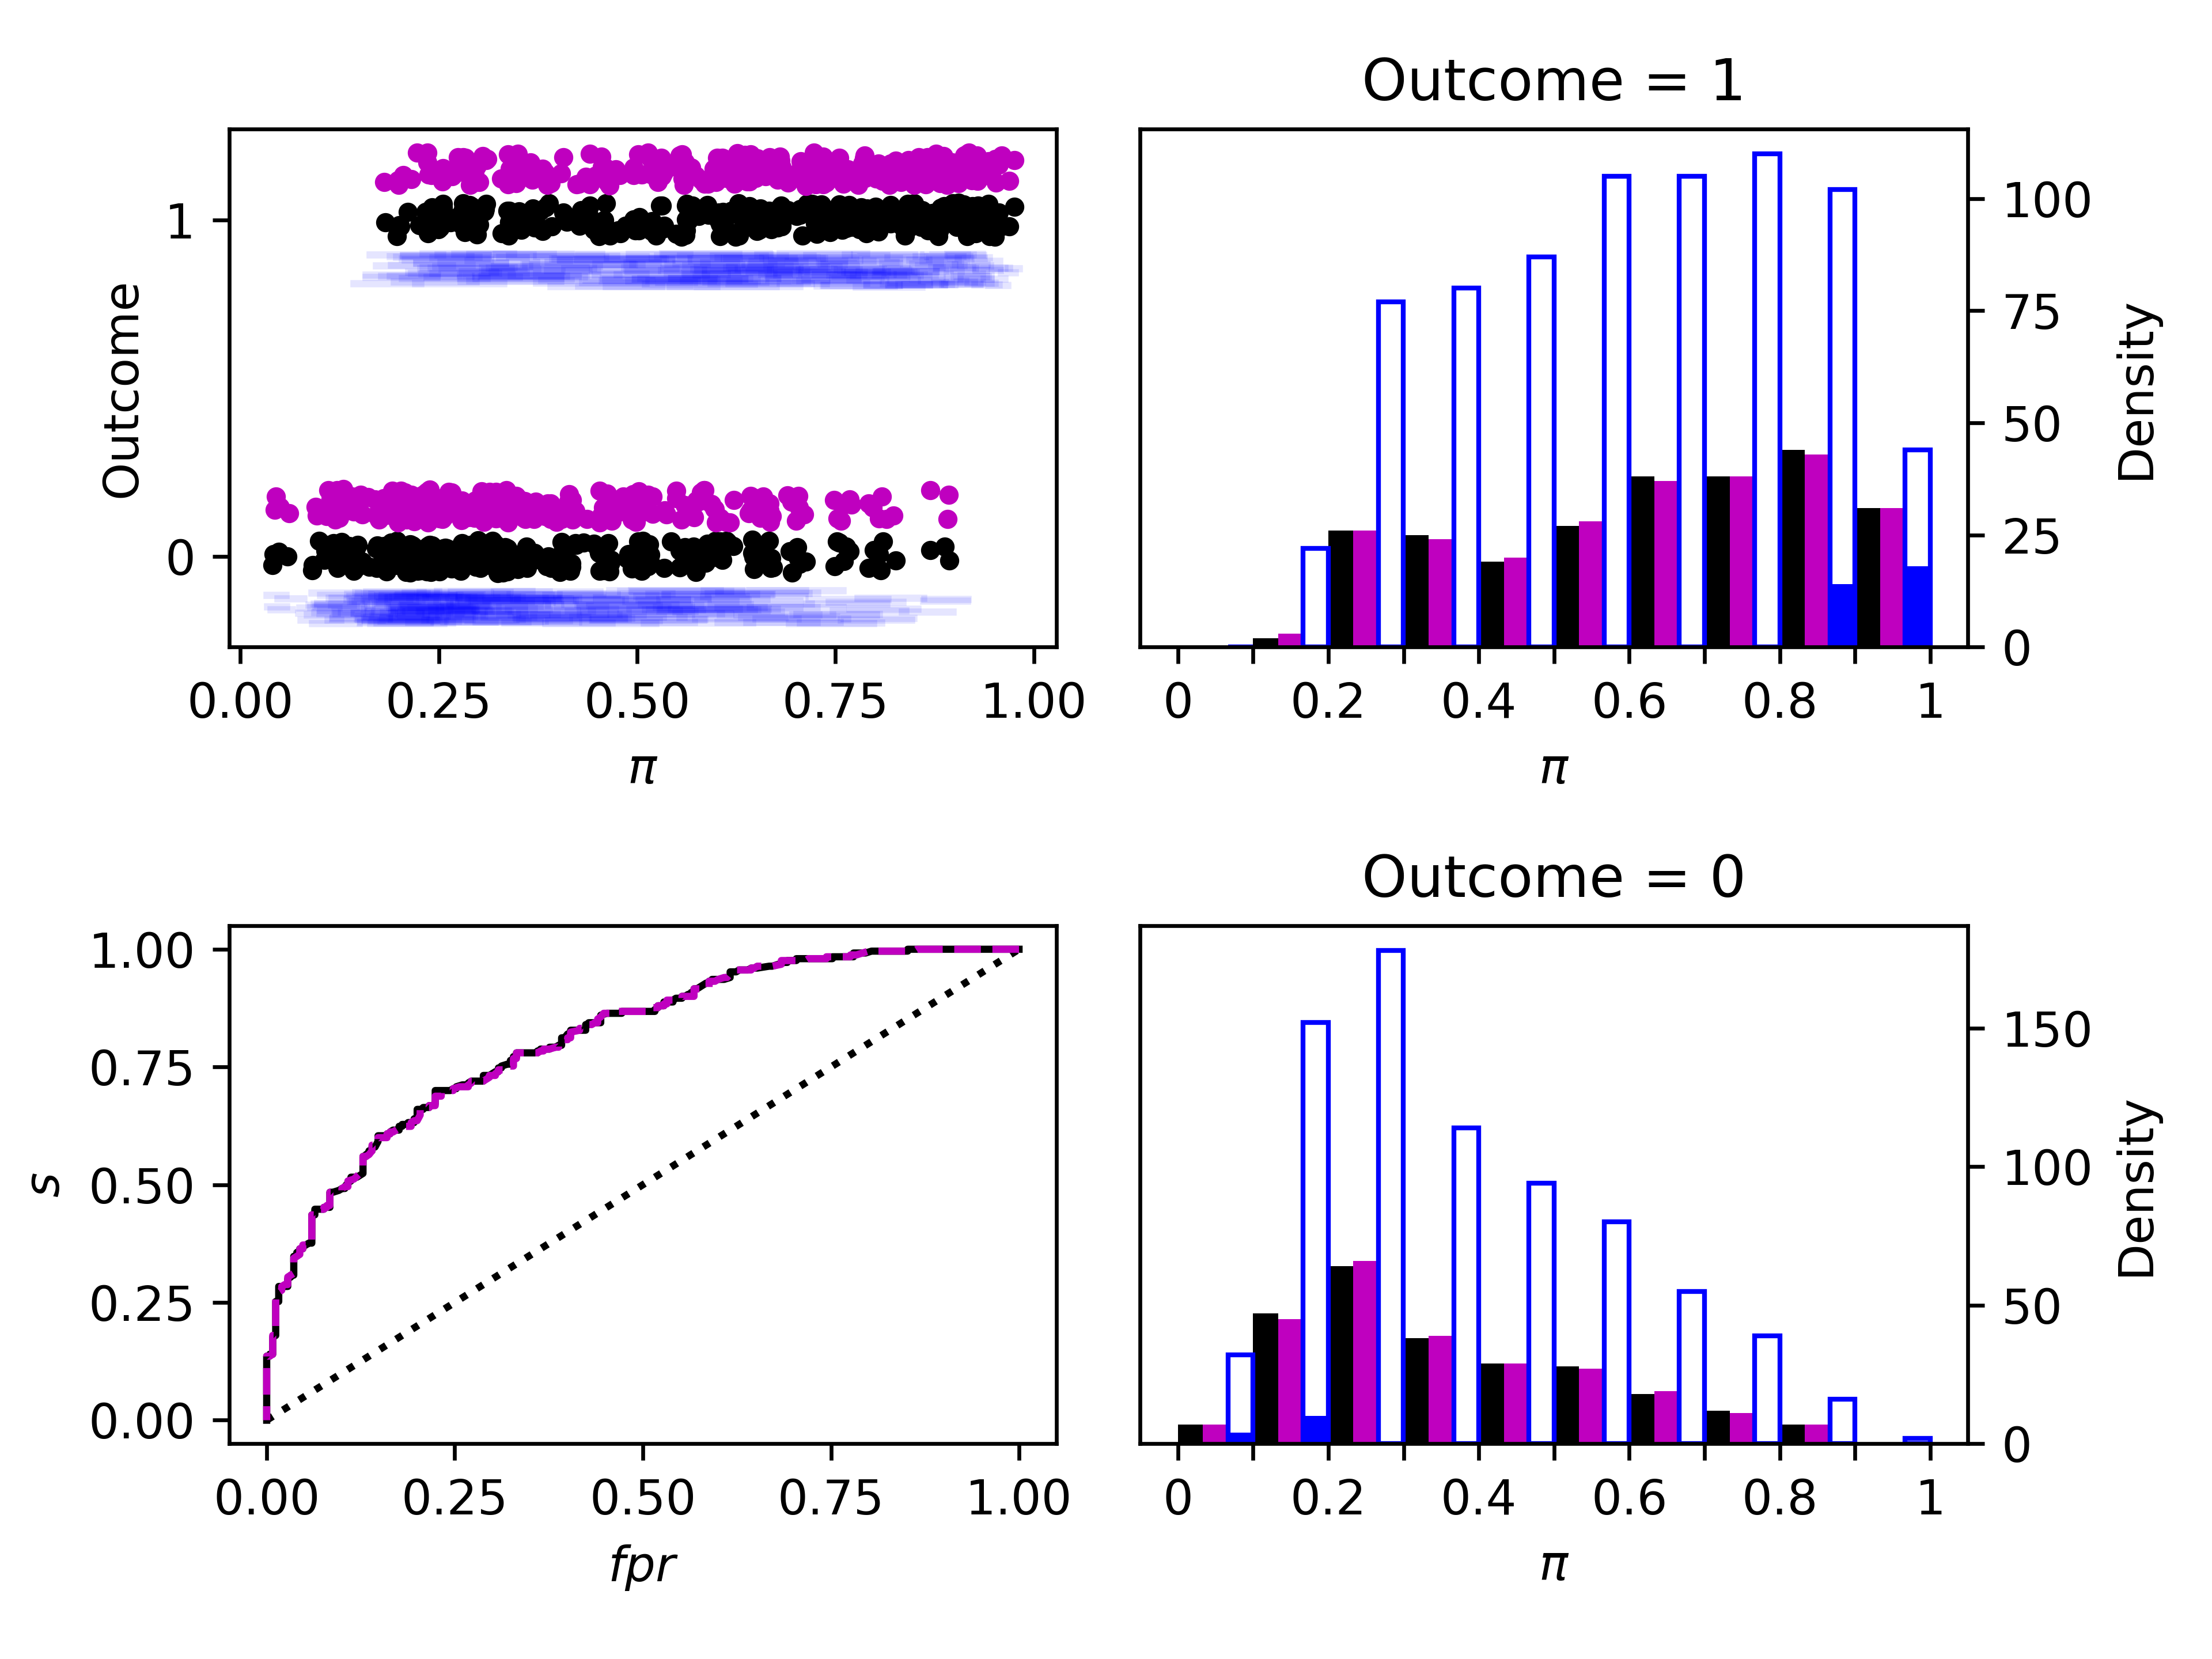 Outcome
1
0
0.00 0.25 0.50 0.75 1.00
π
Outcome = 1
100
75
50
25
0
Density
0 0.2 0.4 0.6 0.8 1
π
s
1.00
0.75
0.50
0.25
0.00
0.00 0.25 0.50 0.75 1.00
fpr
Outcome = 0
150
100
50
0
Density
0 0.2 0.4 0.6 0.8 1
π